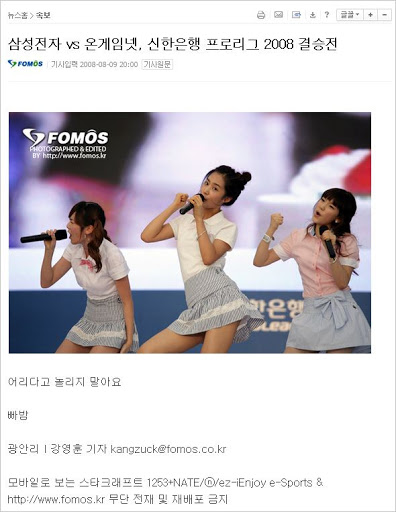 뉴스홈 > 속보
글꼴
삼성전자 vs 온게임넷, 신한은행 프로리그 2008 결승전
FOMOS 기사입력 2008-08-09 20:00 기사원문
FOMOS
PHOTOGRAPHED & EDITED
BY http://www.fomos.kr
한은행
어리다고 놀리지 말아요
빠밤
광안리 | 강영훈 기자 kangzuck@fomos.co.kr
모바일로 보는 스타크래프트 1253+NATE/ⓝ/ez-iEnjoy e-Sports &
http://www.fomos.kr 무단 전재 및 재배포 금지